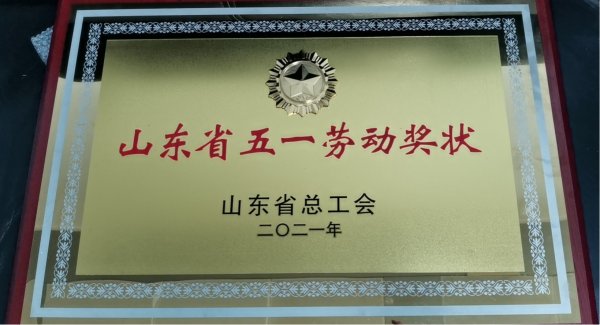 山东省五一劳动奖状
山东省总工会
二〇二一年